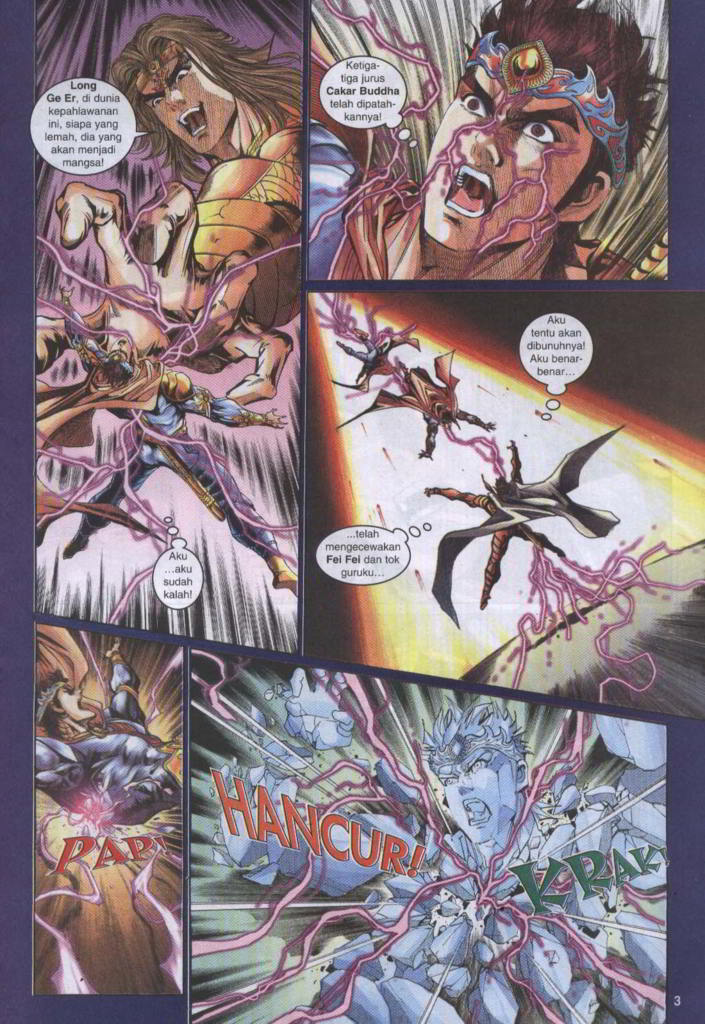 Long
Ge Er, di dunia
kepahlawanan
ini, siapa yang
lemah, dia yang
akan menjadi
mangsa!
Aku
...aku
sudah
kalah!
Ketiga-
tiga jurus
Cakar Buddha
telah dipatah-
kannya!
Aku
tentu akan
dibunuhnya!
Aku benar-
benar...
...telah
mengecewakan
Fei Fei dan tok
guruku...
PAP!
HANCUR!
KRAK!
3